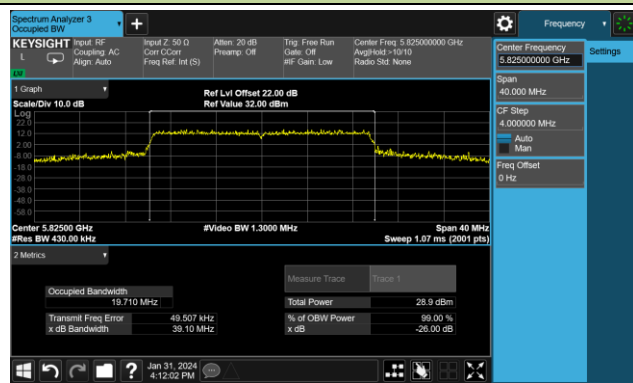 Spectrum Analyzer 3
Occupied BW
Frequency
KEYSIGHT
L
Input: RF
Coupling: AC
Align: Auto
Input Z: 50 Ω
Corr CCorr
Freq Ref: Int (S)
Atten: 20 dB
Preamp: Off
Trig: Free Run
Gate: Off
#IF Gain: Low
Center Freq: 5.825000000 GHz
Avg|Hold:>10/10
Radio Std: None
Center Frequency
5.825000000 GHz
Settings
Span
40.000 MHz
CF Step
4.000000 MHz
Auto
Man
Freq Offset
0 Hz
1 Graph
Scale/Div 10.0 dB
Ref Lvl Offset 22.00 dB
Ref Value 32.00 dBm
Log
22.0
12.0
2.00
-8.00
-18.0
-28.0
-38.0
-48.0
-58.0
Center 5.82500 GHz
#Res BW 430.00 kHz
#Video BW 1.3000 MHz
Span 40 MHz
Sweep 1.07 ms (2001 pts)
2 Metrics
Measure Trace
Trace 1
Occupied Bandwidth
19.710 MHz
Total Power
28.9 dBm
Transmit Freq Error
49.507 kHz
% of OBW Power
99.00 %
x dB Bandwidth
39.10 MHz
x dB
-26.00 dB
?
Jan 31, 2024
4:12:02 PM